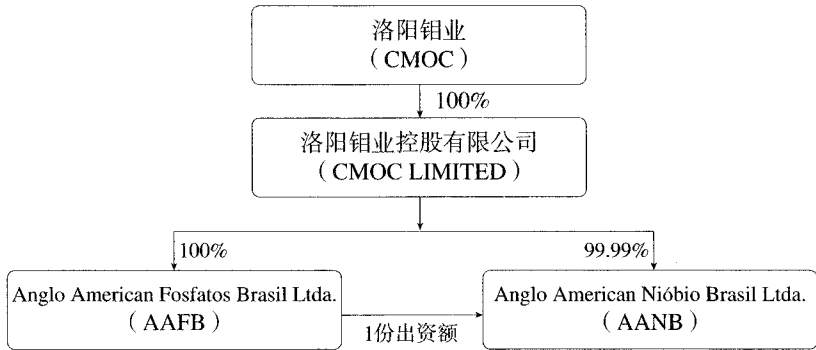 洛阳钼业
（CMOC）
100%
洛阳钼业控股有限公司
（CMOC LIMITED）
100%
99.99%
Anglo American Fosfatos Brasil Ltda.
（AAFB）
1份出资额
Anglo American Nióbio Brasil Ltda.
（AANB）